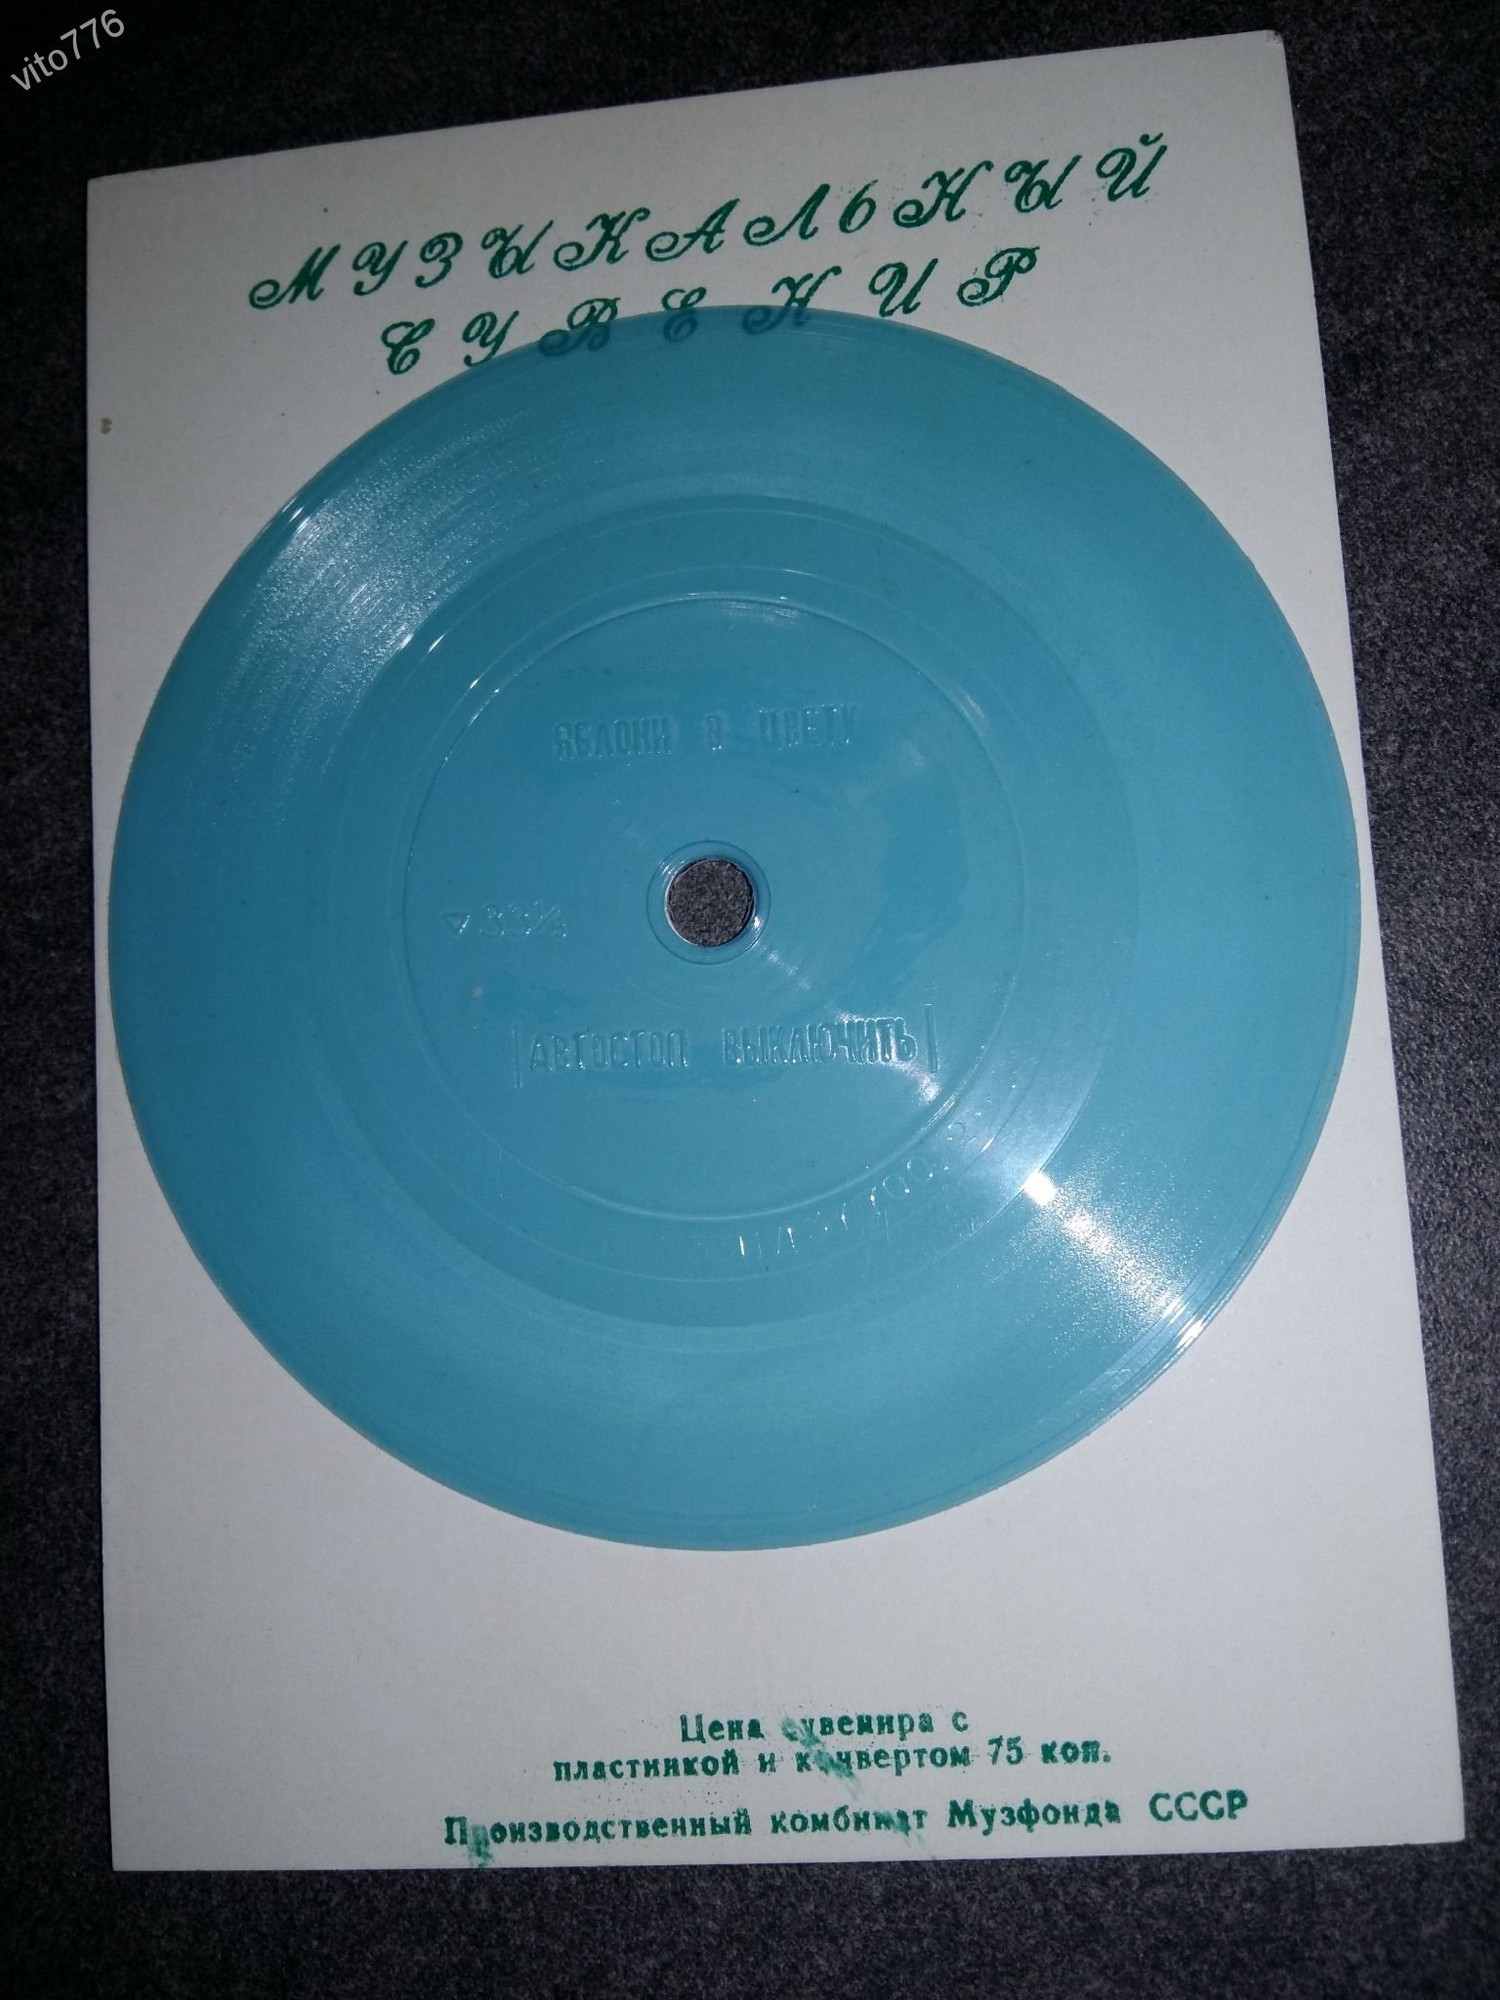 vito776
МУЗЫКАЛЬНЫЙ
СУВЕНИР
ЯБЛОНИ В ЦВЕТУ
▽33⅓
|АВТОСТОП ВЫКЛЮЧИТЬ|
Цена сувенира с
пластинкой и конвертом 75 коп.
Производственный комбинат Музфонда СССР